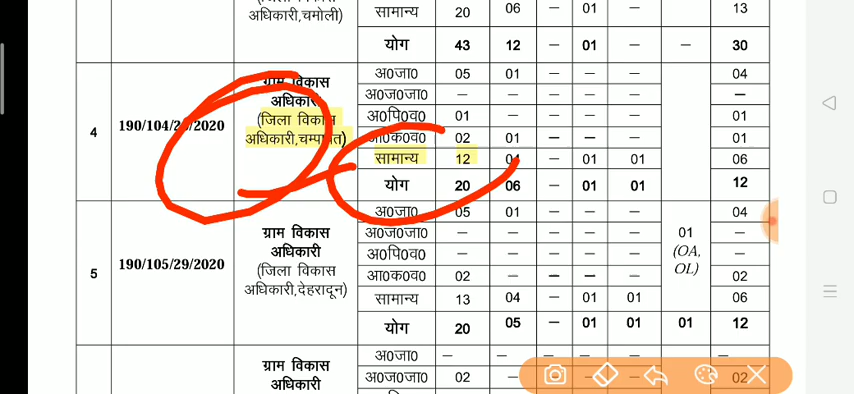 (जिला विकास
अधिकारी,चमोली)
सामान्य 20 06 — 01 — 13
योग 43 12 — 01 — — 30
4 190/104/ /2020 ग्राम विकास
अधिकारी
(जिला विकास
अधिकारी,चम्पावत)
अ0जा0 05 01 — — — 04
अ0ज0जा0 — — — — — —
अ0पि0व0 01 — — — — 01
आ0क0व0 02 01 — — — 01
सामान्य 12 04 — 01 01 06
योग 20 06 — 01 01 12
5 190/105/29/2020 ग्राम विकास
अधिकारी
(जिला विकास
अधिकारी,देहरादून)
अ0जा0 05 01 — — — 04
अ0ज0जा0 — — — — — —
अ0पि0व0 — — — — — —
आ0क0व0 02 — — — — 02
सामान्य 13 04 — 01 01 06
योग 20 05 — 01 01 01 12
01
(OA,
OL)
ग्राम विकास
अधिकारी
अ0जा0 — — — — — —
अ0ज0जा0 02 — 02